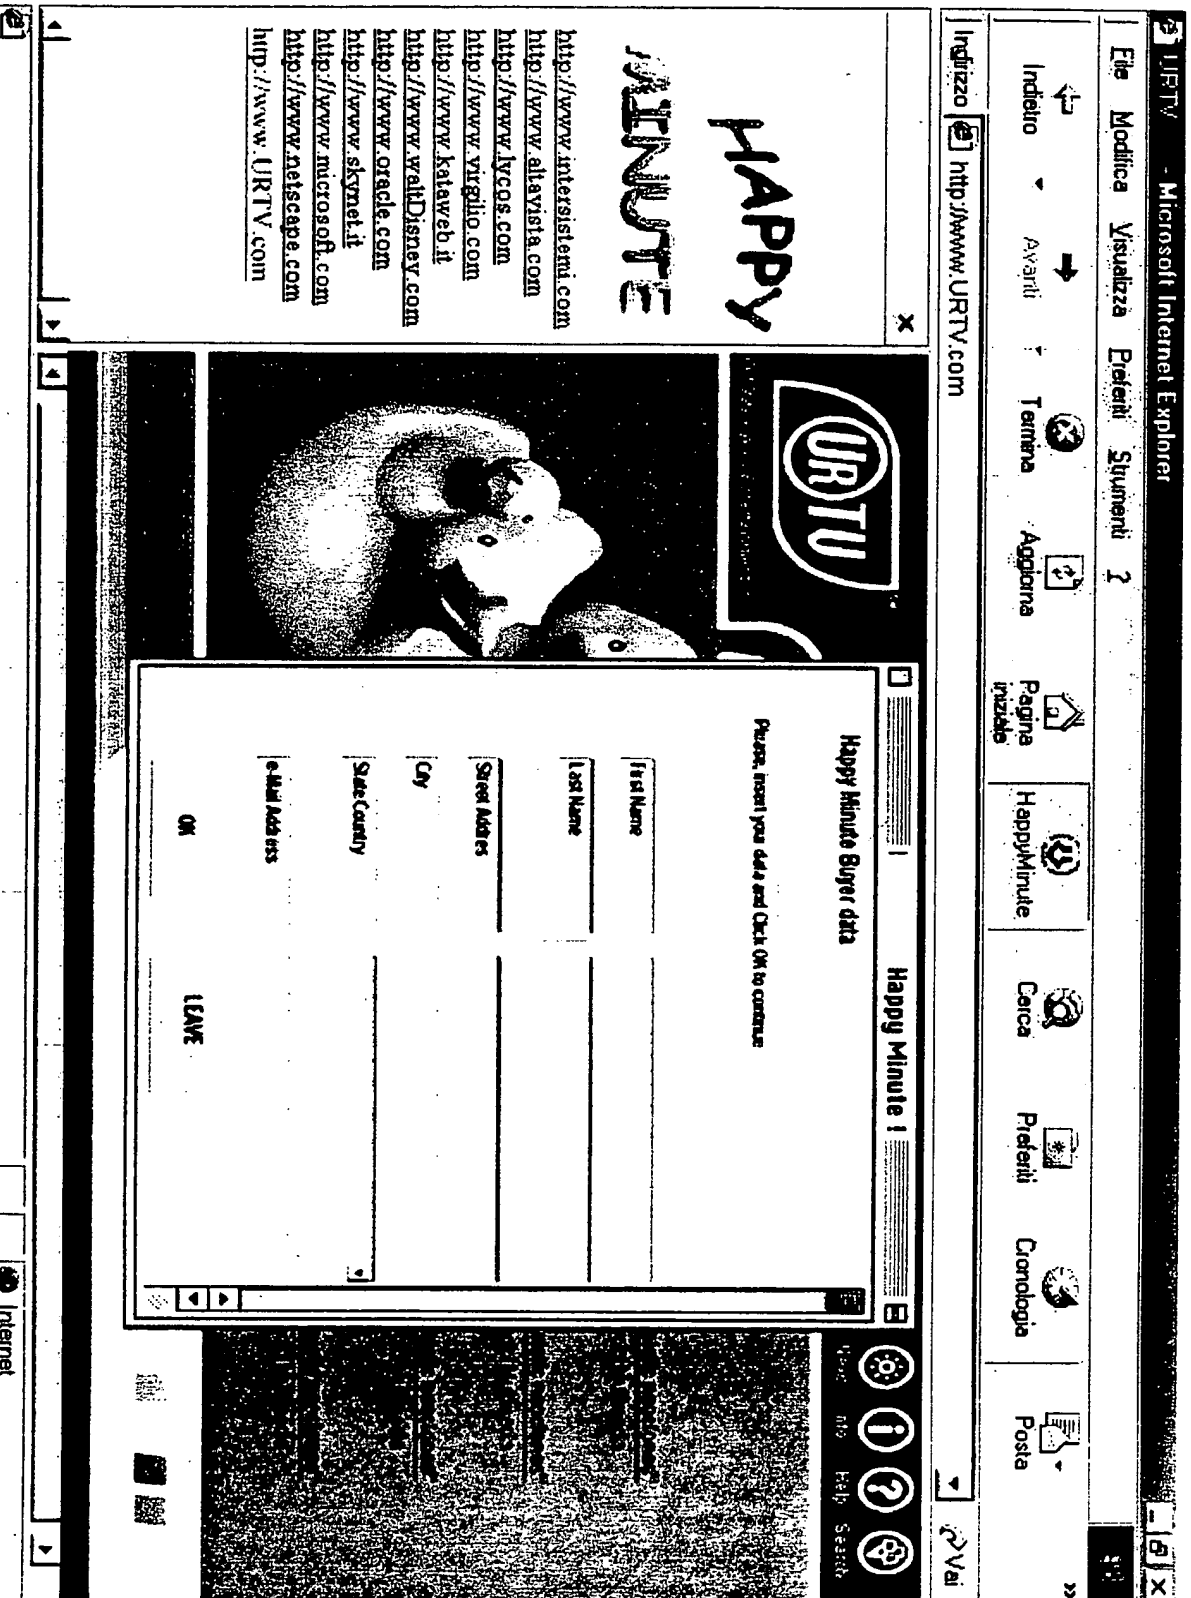 URTV - Microsoft Internet Explorer
File Modifica Visualizza Preferiti Strumenti ?
Indietro Avanti Termina Aggiorna Pagina iniziale HappyMinute Cerca Preferiti Cronologia Posta »
Indirizzo http://www.URTV.com Vai
HAPPY
MINUTE
http://www.intersistemi.com
http://www.altavista.com
http://www.lycos.com
http://www.virgilio.com
http://www.kataweb.it
http://www.waltDisney.com
http://www.oracle.com
http://www.skynet.it
http://www.microsoft.com
http://www.netscape.com
http://www.URTV.com
URTU
Happy Minute !
Happy Minute Buyer data
Please, insert your data and Click OK to continue
First Name
Last Name
Street Addres
City
State Country
e-Mail Address
OK LEAVE
Help Search
Internet